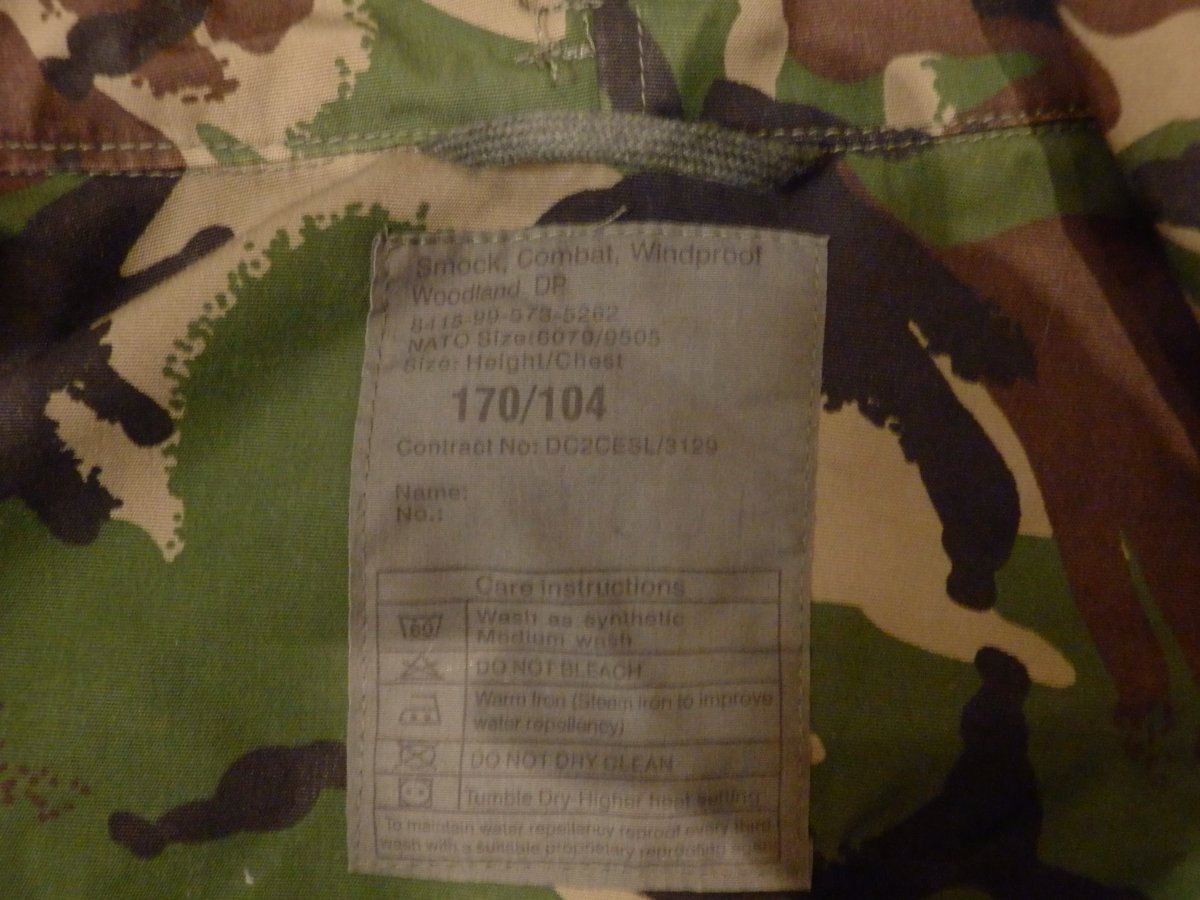 Smock, Combat, Windproof
Woodland DP
8415-99-573-5262
NATO Size:6070/9505
Size: Height/Chest
170/104
Contract No: DC2CESL/3129
Name:
No.:
Care instructions
60
Wash as synthetic
Medium wash
DO NOT BLEACH
Warm Iron (Steam iron to improve
water repellency)
DO NOT DRY CLEAN
Tumble Dry-Higher heat setting
To maintain water repellency reproof every third
wash with a suitable proprietary reproofing agent